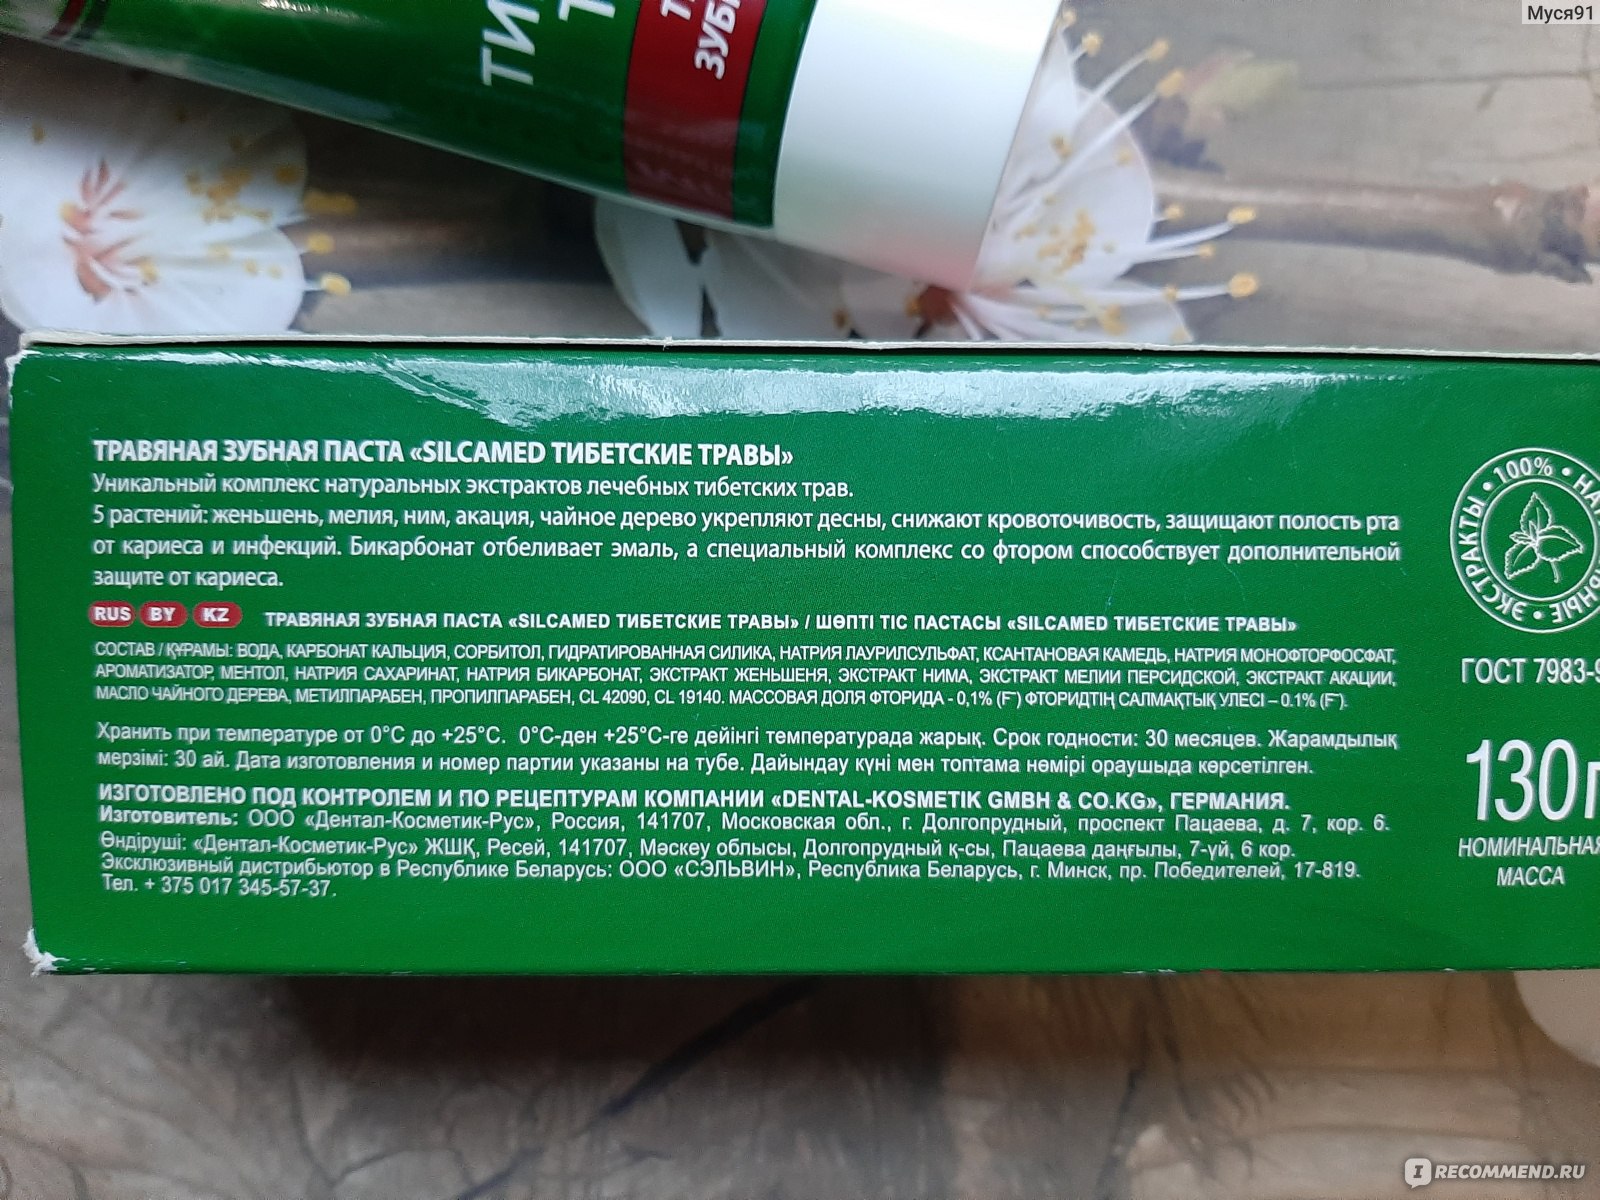 Муся91
ТИ
Т
ЗУБ
ТРАВЯНАЯ ЗУБНАЯ ПАСТА «SILCAMED ТИБЕТСКИЕ ТРАВЫ»
Уникальный комплекс натуральных экстрактов лечебных тибетских трав.
5 растений: женьшень, мелия, ним, акация, чайное дерево укрепляют десны, снижают кровоточивость, защищают полость рта
от кариеса и инфекций. Бикарбонат отбеливает эмаль, а специальный комплекс со фтором способствует дополнительной
защите от кариеса.
RUS BY KZ ТРАВЯНАЯ ЗУБНАЯ ПАСТА «SILCAMED ТИБЕТСКИЕ ТРАВЫ» / ШӨПТІ ТІС ПАСТАСЫ «SILCAMED ТИБЕТСКИЕ ТРАВЫ»
СОСТАВ / ҚҰРАМЫ: ВОДА, КАРБОНАТ КАЛЬЦИЯ, СОРБИТОЛ, ГИДРАТИРОВАННАЯ СИЛИКА, НАТРИЯ ЛАУРИЛСУЛЬФАТ, КСАНТАНОВАЯ КАМЕДЬ, НАТРИЯ МОНОФТОРФОСФАТ,
АРОМАТИЗАТОР, МЕНТОЛ, НАТРИЯ САХАРИНАТ, НАТРИЯ БИКАРБОНАТ, ЭКСТРАКТ ЖЕНЬШЕНЯ, ЭКСТРАКТ НИМА, ЭКСТРАКТ МЕЛИИ ПЕРСИДСКОЙ, ЭКСТРАКТ АКАЦИИ,
МАСЛО ЧАЙНОГО ДЕРЕВА, МЕТИЛПАРАБЕН, ПРОПИЛПАРАБЕН, CL 42090, CL 19140. МАССОВАЯ ДОЛЯ ФТОРИДА - 0,1% (F⁻) ФТОРИДТІҢ САЛМАҚТЫҚ УЛЕСІ – 0.1% (F⁻).
Хранить при температуре от 0°C до +25°C. 0°C-ден +25°C-ге дейінгі температурада жарық. Срок годности: 30 месяцев. Жарамдылық
мерзімі: 30 ай. Дата изготовления и номер партии указаны на тубе. Дайындау күні мен топтама нөмірі ораушыда көрсетілген.
ИЗГОТОВЛЕНО ПОД КОНТРОЛЕМ И ПО РЕЦЕПТУРАМ КОМПАНИИ «DENTAL-KOSMETIK GMBH & CO.KG», ГЕРМАНИЯ.
Изготовитель: ООО «Дентал-Косметик-Рус», Россия, 141707, Московская обл., г. Долгопрудный, проспект Пацаева, д. 7, кор. 6.
Өндіруші: «Дентал-Косметик-Рус» ЖШҚ, Ресей, 141707, Мәскеу облысы, Долгопрудный қ-сы, Пацаева даңғылы, 7-үй, 6 кор.
Эксклюзивный дистрибьютор в Республике Беларусь: ООО «СЭЛЬВИН», Республика Беларусь, г. Минск, пр. Победителей, 17-819.
Тел. + 375 017 345-57-37.
ЭКСТРАКТЫ • 100% •
ГОСТ 7983-9
130г
НОМИНАЛЬНАЯ
МАССА
IRECOMMEND.RU